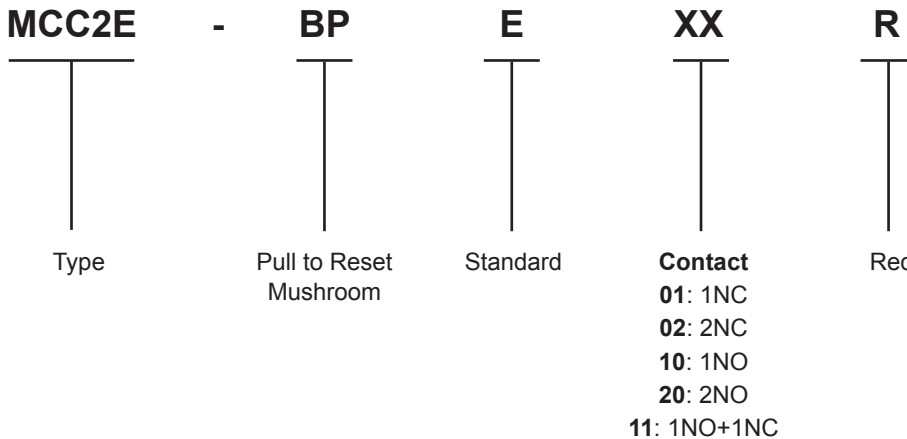 MCC2E - BP E XX R
Type
Pull to Reset
Mushroom
Standard
Contact
01: 1NC
02: 2NC
10: 1NO
20: 2NO
11: 1NO+1NC